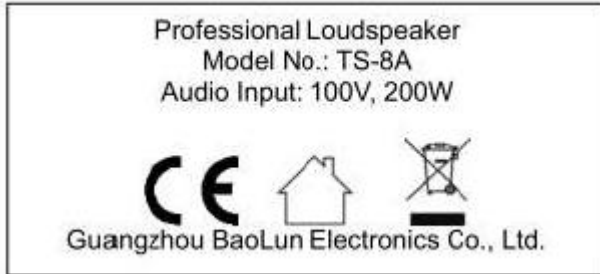 Professional Loudspeaker
Model No.: TS-8A
Audio Input: 100V, 200W
CE
Guangzhou BaoLun Electronics Co., Ltd.